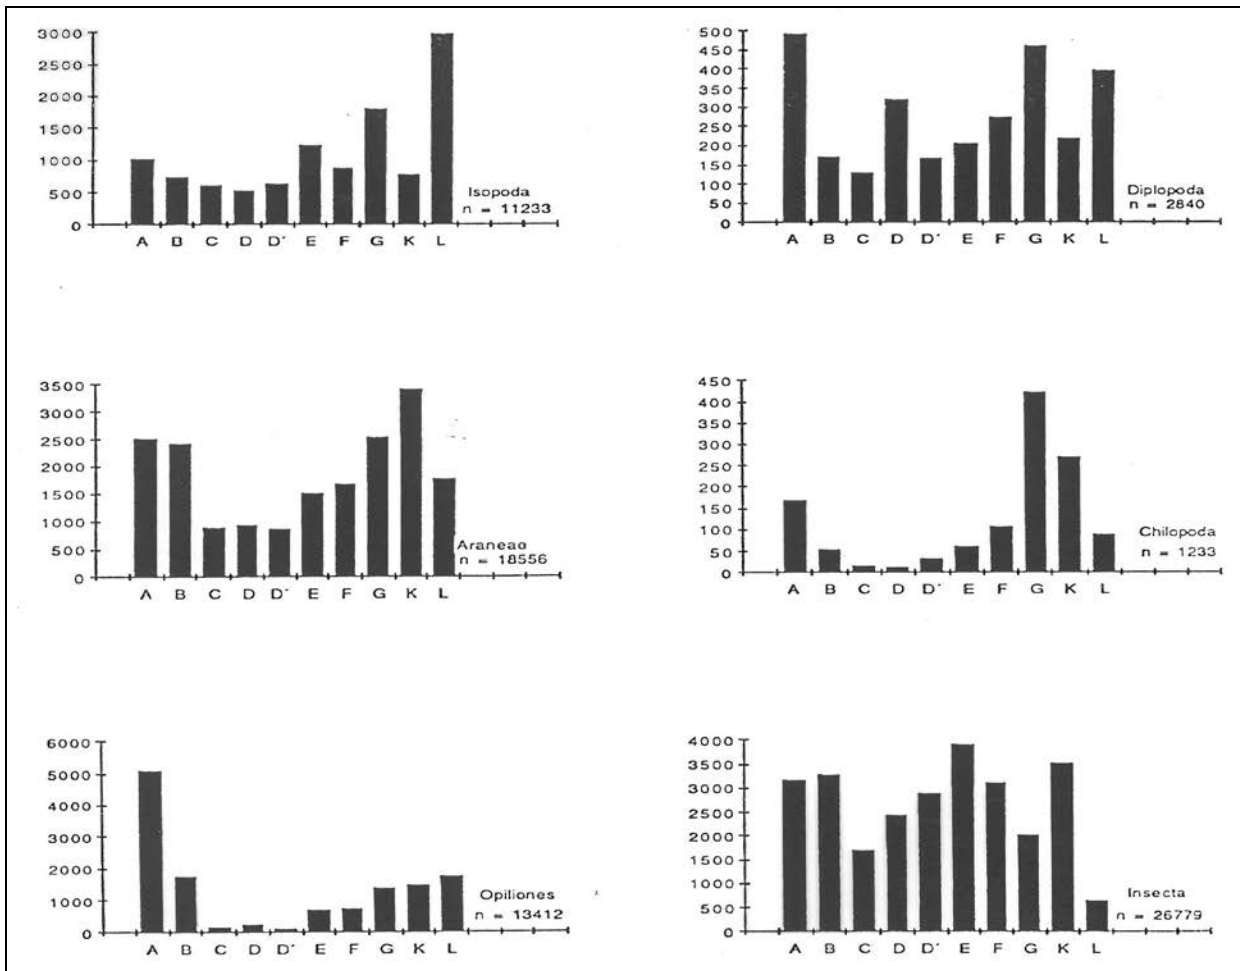 3000
2500
2000
1500
1000
500
0
A B C D D' E F G K L
Isopoda
n = 11233
500
450
400
350
300
250
200
150
100
50
0
A B C D D' E F G K L
Diplopoda
n = 2840
3500
3000
2500
2000
1500
1000
500
0
A B C D D' E F G K L
Araneae
n = 18556
450
400
350
300
250
200
150
100
50
0
A B C D D' E F G K L
Chilopoda
n = 1233
6000
5000
4000
3000
2000
1000
0
A B C D D' E F G K L
Opiliones
n = 13412
4000
3500
3000
2500
2000
1500
1000
500
0
A B C D D' E F G K L
Insecta
n = 26779